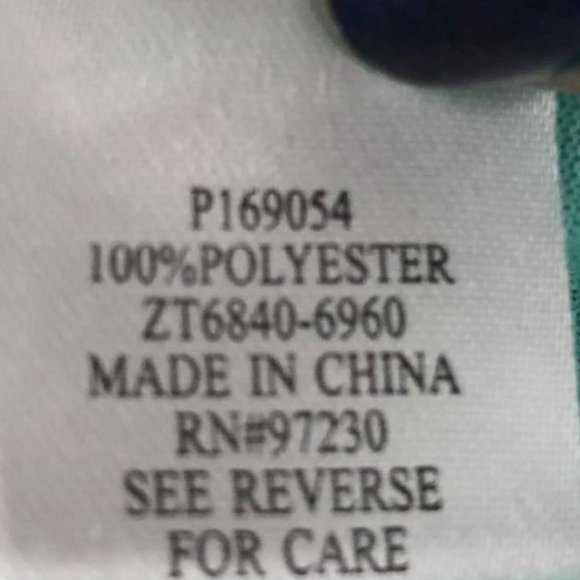 P169054
100%POLYESTER
ZT6840-6960
MADE IN CHINA
RN#97230
SEE REVERSE
FOR CARE